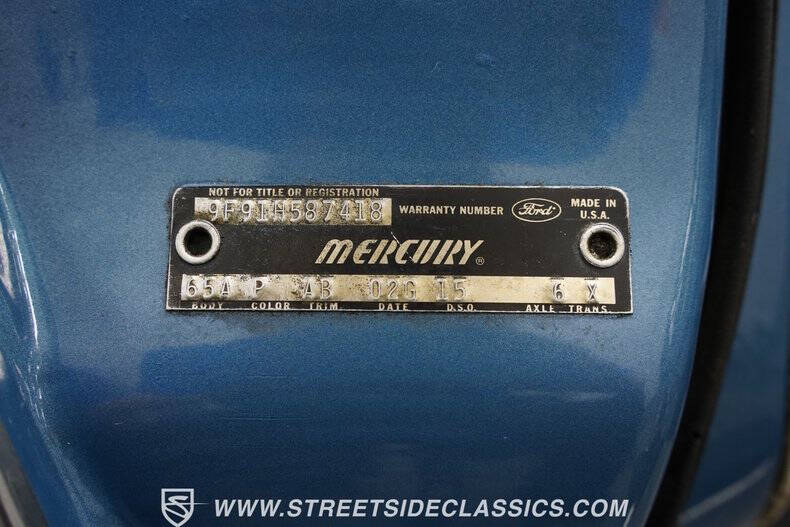 NOT FOR TITLE OR REGISTRATION
9F91H587418 WARRANTY NUMBER Ford MADE IN U.S.A.
MERCURY®
65A P AB 02G 15 6 X
BODY COLOR TRIM DATE D.S.O. AXLE TRANS.
WWW.STREETSIDECLASSICS.COM